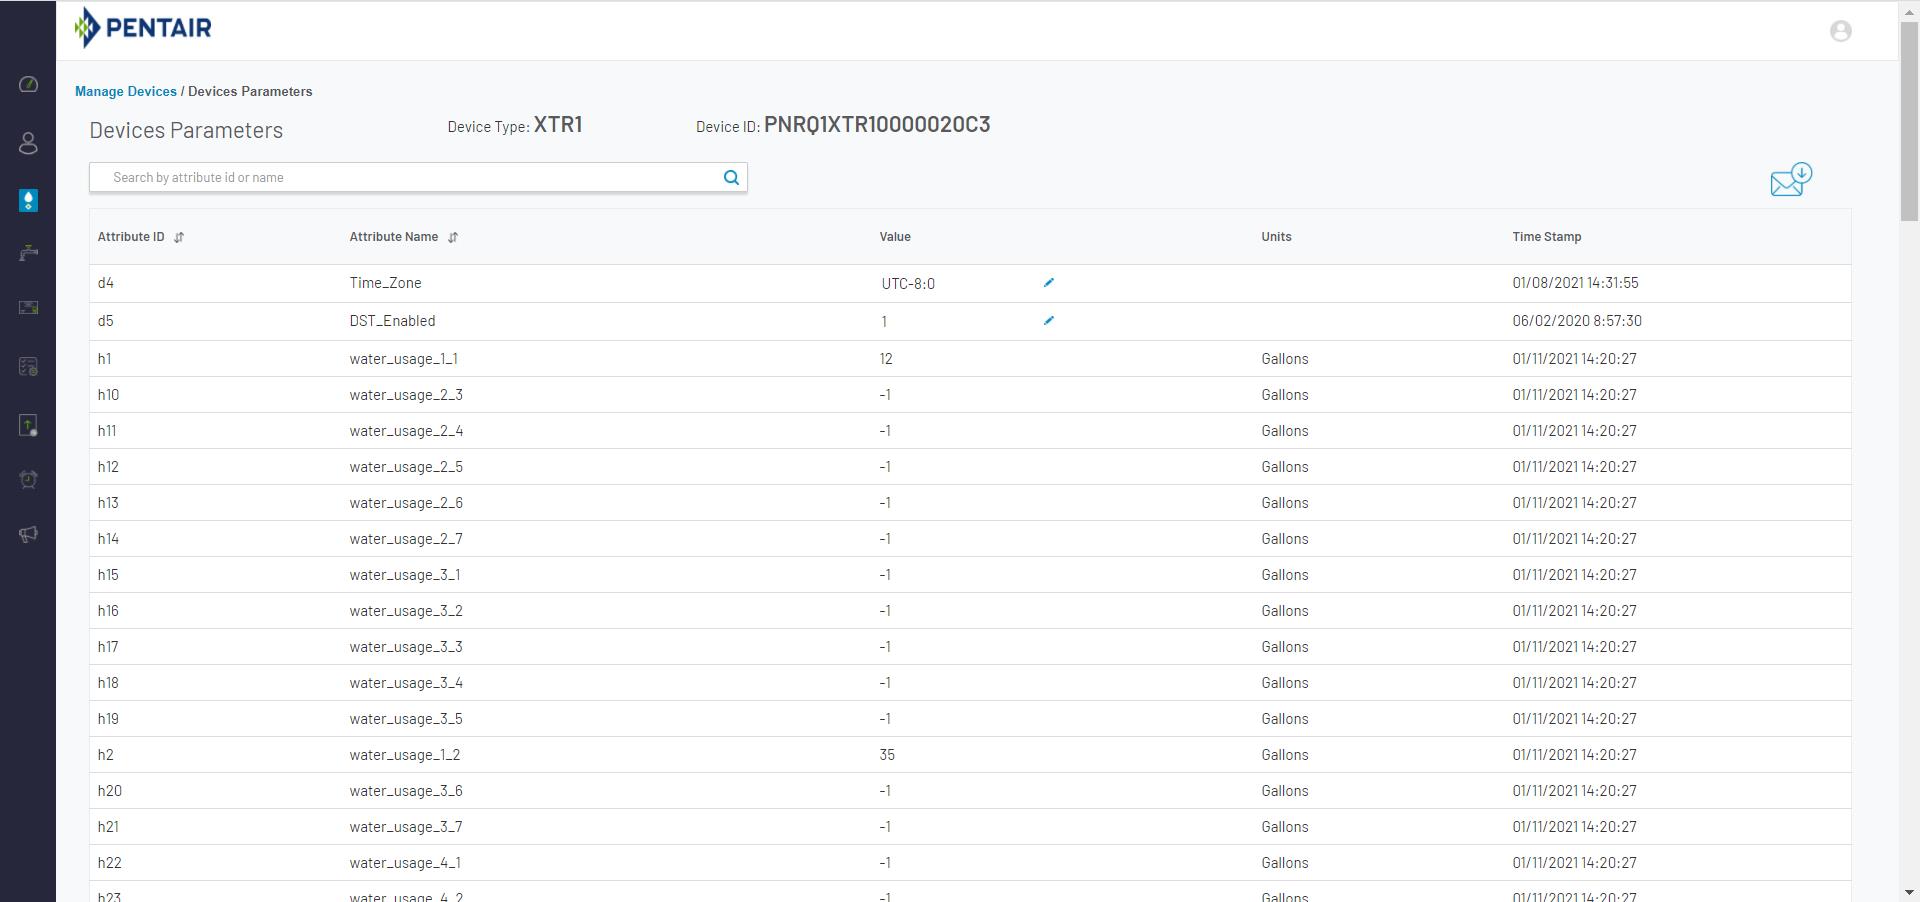 PENTAIR
Manage Devices / Devices Parameters
Devices Parameters Device Type: XTR1 Device ID: PNRQ1XTR10000020C3
Search by attribute id or name
Attribute ID Attribute Name Value Units Time Stamp
d4 Time_Zone UTC-8:0 01/08/2021 14:31:55
d5 DST_Enabled 1 06/02/2020 8:57:30
h1 water_usage_1_1 12 Gallons 01/11/2021 14:20:27
h10 water_usage_2_3 -1 Gallons 01/11/2021 14:20:27
h11 water_usage_2_4 -1 Gallons 01/11/2021 14:20:27
h12 water_usage_2_5 -1 Gallons 01/11/2021 14:20:27
h13 water_usage_2_6 -1 Gallons 01/11/2021 14:20:27
h14 water_usage_2_7 -1 Gallons 01/11/2021 14:20:27
h15 water_usage_3_1 -1 Gallons 01/11/2021 14:20:27
h16 water_usage_3_2 -1 Gallons 01/11/2021 14:20:27
h17 water_usage_3_3 -1 Gallons 01/11/2021 14:20:27
h18 water_usage_3_4 -1 Gallons 01/11/2021 14:20:27
h19 water_usage_3_5 -1 Gallons 01/11/2021 14:20:27
h2 water_usage_1_2 35 Gallons 01/11/2021 14:20:27
h20 water_usage_3_6 -1 Gallons 01/11/2021 14:20:27
h21 water_usage_3_7 -1 Gallons 01/11/2021 14:20:27
h22 water_usage_4_1 -1 Gallons 01/11/2021 14:20:27
h23 water_usage_4_2 -1 Gallons 01/11/2021 14:20:27